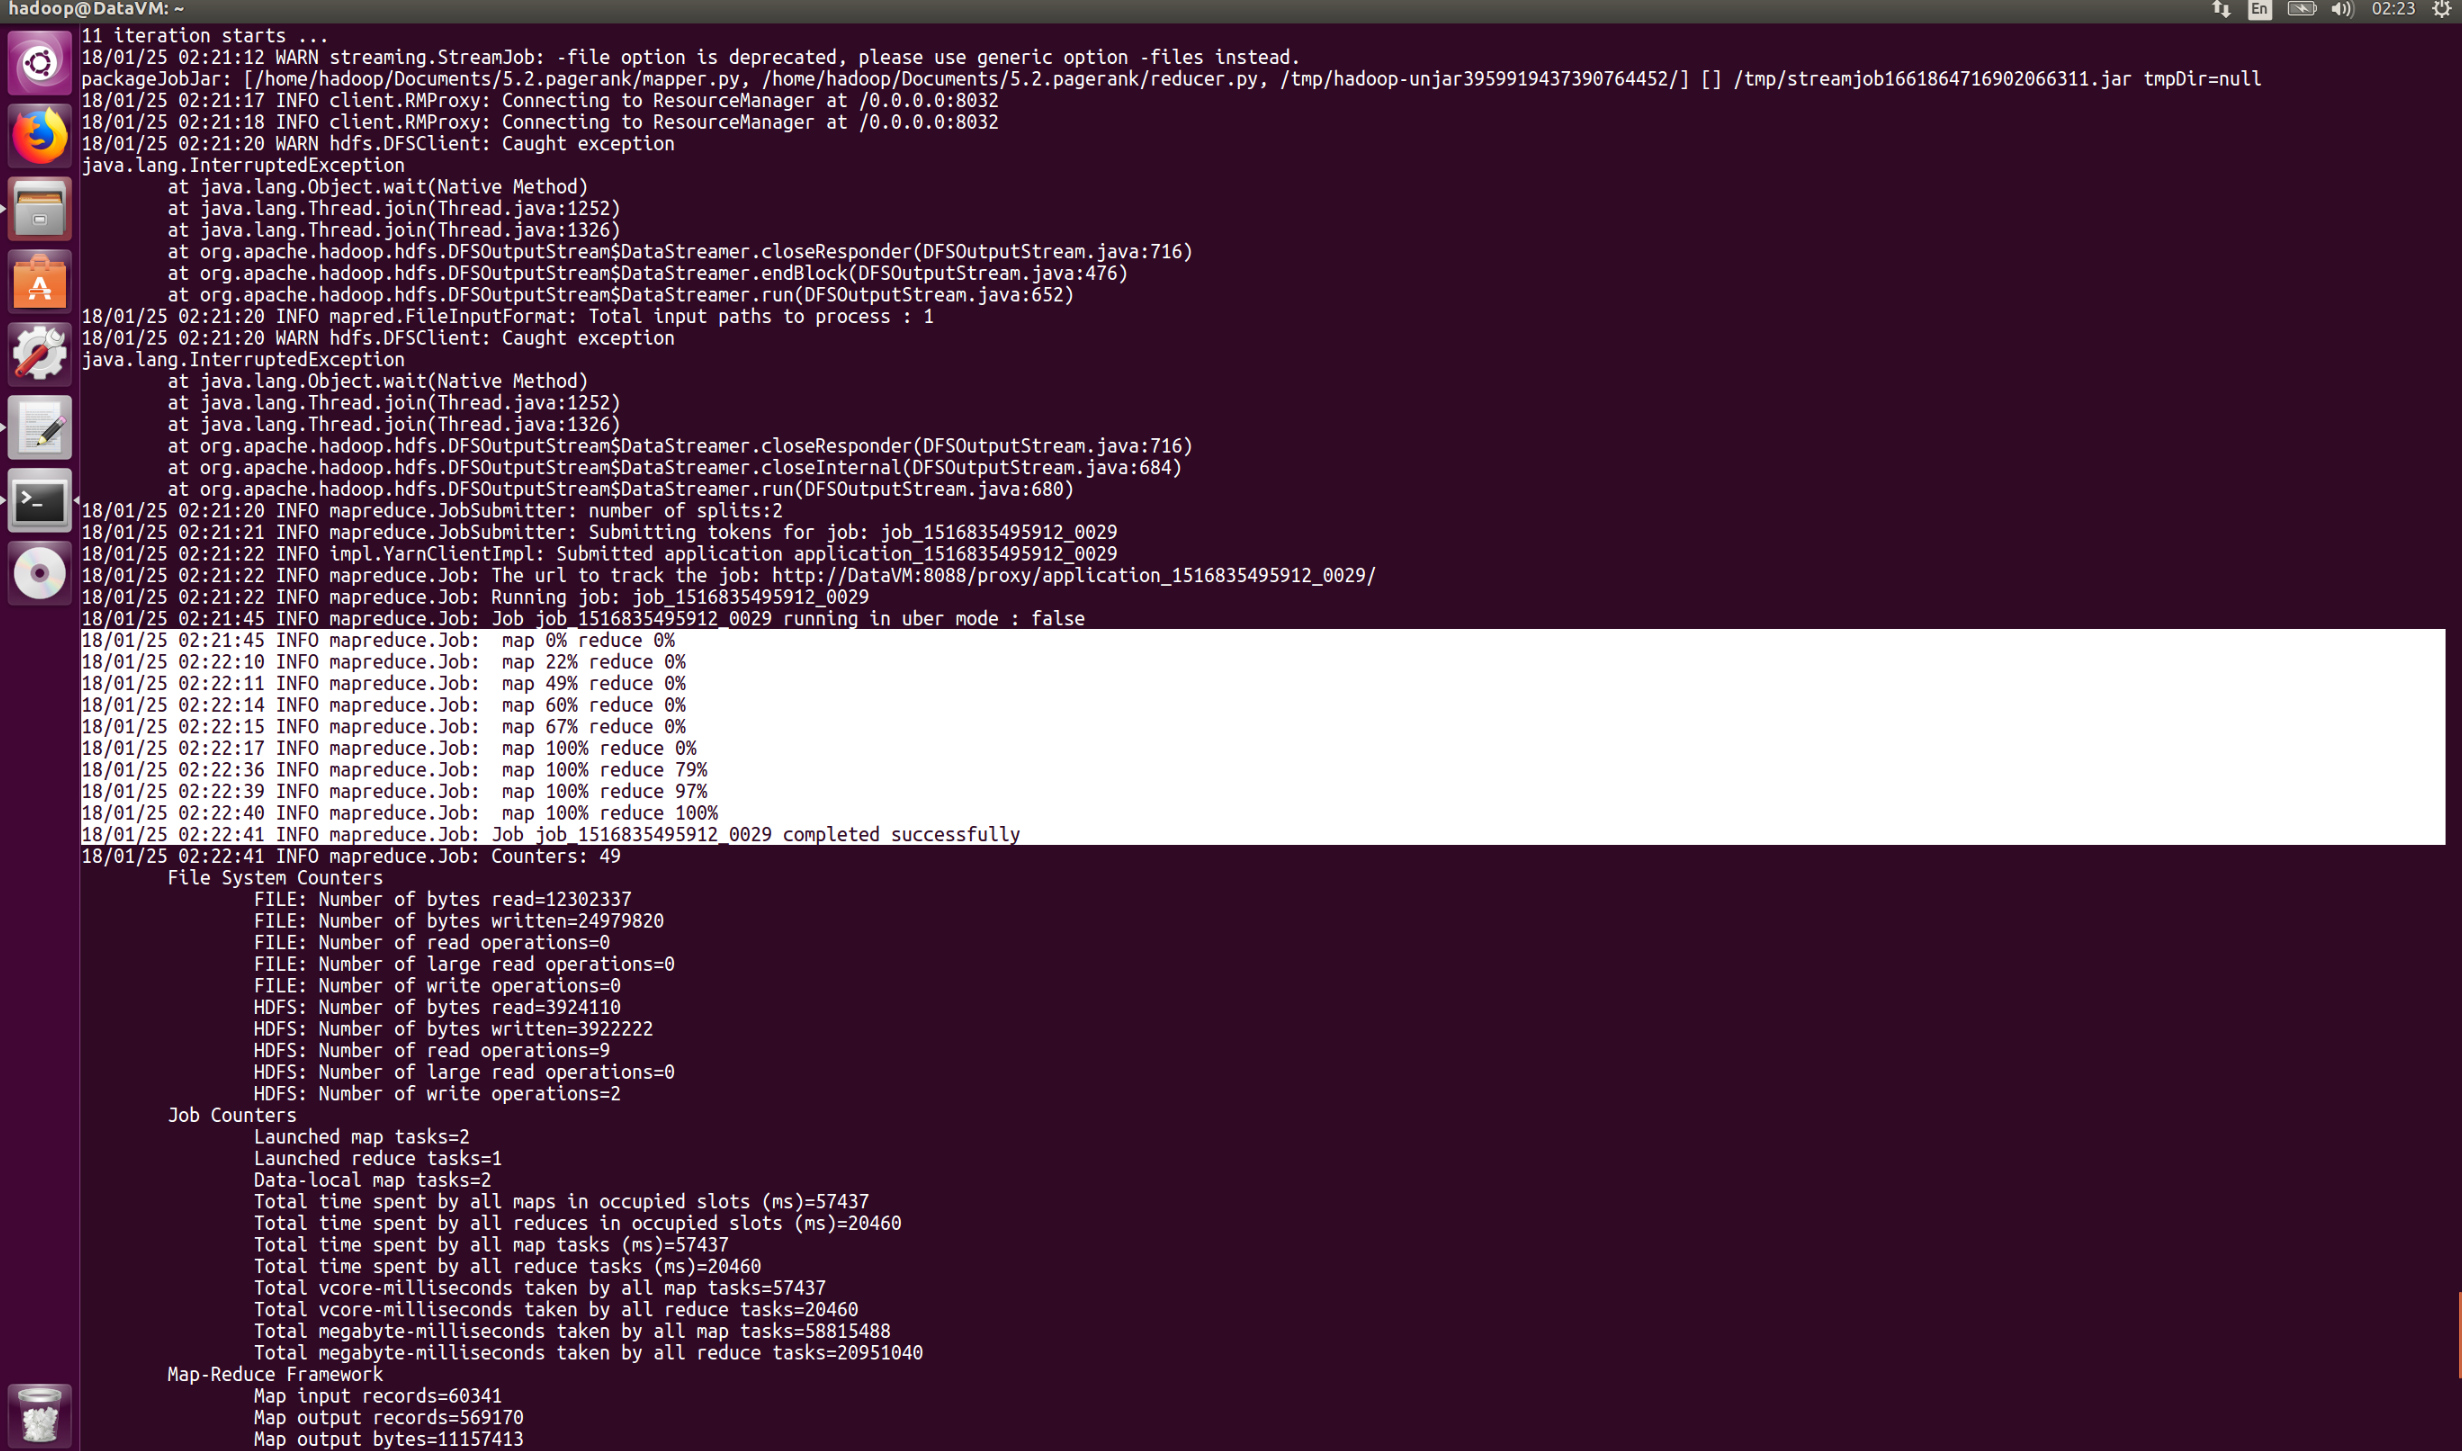 hadoop@DataVM: ~
En
02:23
11 iteration starts ...
18/01/25 02:21:12 WARN streaming.StreamJob: -file option is deprecated, please use generic option -files instead.
packageJobJar: [/home/hadoop/Documents/5.2.pagerank/mapper.py, /home/hadoop/Documents/5.2.pagerank/reducer.py, /tmp/hadoop-unjar3959919437390764452/] [] /tmp/streamjob1661864716902066311.jar tmpDir=null
18/01/25 02:21:17 INFO client.RMProxy: Connecting to ResourceManager at /0.0.0.0:8032
18/01/25 02:21:18 INFO client.RMProxy: Connecting to ResourceManager at /0.0.0.0:8032
18/01/25 02:21:20 WARN hdfs.DFSClient: Caught exception
java.lang.InterruptedException
at java.lang.Object.wait(Native Method)
at java.lang.Thread.join(Thread.java:1252)
at java.lang.Thread.join(Thread.java:1326)
at org.apache.hadoop.hdfs.DFSOutputStream$DataStreamer.closeResponder(DFSOutputStream.java:716)
at org.apache.hadoop.hdfs.DFSOutputStream$DataStreamer.endBlock(DFSOutputStream.java:476)
at org.apache.hadoop.hdfs.DFSOutputStream$DataStreamer.run(DFSOutputStream.java:652)
18/01/25 02:21:20 INFO mapred.FileInputFormat: Total input paths to process : 1
18/01/25 02:21:20 WARN hdfs.DFSClient: Caught exception
java.lang.InterruptedException
at java.lang.Object.wait(Native Method)
at java.lang.Thread.join(Thread.java:1252)
at java.lang.Thread.join(Thread.java:1326)
at org.apache.hadoop.hdfs.DFSOutputStream$DataStreamer.closeResponder(DFSOutputStream.java:716)
at org.apache.hadoop.hdfs.DFSOutputStream$DataStreamer.closeInternal(DFSOutputStream.java:684)
at org.apache.hadoop.hdfs.DFSOutputStream$DataStreamer.run(DFSOutputStream.java:680)
18/01/25 02:21:20 INFO mapreduce.JobSubmitter: number of splits:2
18/01/25 02:21:21 INFO mapreduce.JobSubmitter: Submitting tokens for job: job_1516835495912_0029
18/01/25 02:21:22 INFO impl.YarnClientImpl: Submitted application application_1516835495912_0029
18/01/25 02:21:22 INFO mapreduce.Job: The url to track the job: http://DataVM:8088/proxy/application_1516835495912_0029/
18/01/25 02:21:22 INFO mapreduce.Job: Running job: job_1516835495912_0029
18/01/25 02:21:45 INFO mapreduce.Job: Job job_1516835495912_0029 running in uber mode : false
18/01/25 02:21:45 INFO mapreduce.Job:  map 0% reduce 0%
18/01/25 02:22:10 INFO mapreduce.Job:  map 22% reduce 0%
18/01/25 02:22:11 INFO mapreduce.Job:  map 49% reduce 0%
18/01/25 02:22:14 INFO mapreduce.Job:  map 60% reduce 0%
18/01/25 02:22:15 INFO mapreduce.Job:  map 67% reduce 0%
18/01/25 02:22:17 INFO mapreduce.Job:  map 100% reduce 0%
18/01/25 02:22:36 INFO mapreduce.Job:  map 100% reduce 79%
18/01/25 02:22:39 INFO mapreduce.Job:  map 100% reduce 97%
18/01/25 02:22:40 INFO mapreduce.Job:  map 100% reduce 100%
18/01/25 02:22:41 INFO mapreduce.Job: Job job_1516835495912_0029 completed successfully
18/01/25 02:22:41 INFO mapreduce.Job: Counters: 49
File System Counters
FILE: Number of bytes read=12302337
FILE: Number of bytes written=24979820
FILE: Number of read operations=0
FILE: Number of large read operations=0
FILE: Number of write operations=0
HDFS: Number of bytes read=3924110
HDFS: Number of bytes written=3922222
HDFS: Number of read operations=9
HDFS: Number of large read operations=0
HDFS: Number of write operations=2
Job Counters
Launched map tasks=2
Launched reduce tasks=1
Data-local map tasks=2
Total time spent by all maps in occupied slots (ms)=57437
Total time spent by all reduces in occupied slots (ms)=20460
Total time spent by all map tasks (ms)=57437
Total time spent by all reduce tasks (ms)=20460
Total vcore-milliseconds taken by all map tasks=57437
Total vcore-milliseconds taken by all reduce tasks=20460
Total megabyte-milliseconds taken by all map tasks=58815488
Total megabyte-milliseconds taken by all reduce tasks=20951040
Map-Reduce Framework
Map input records=60341
Map output records=569170
Map output bytes=11157413